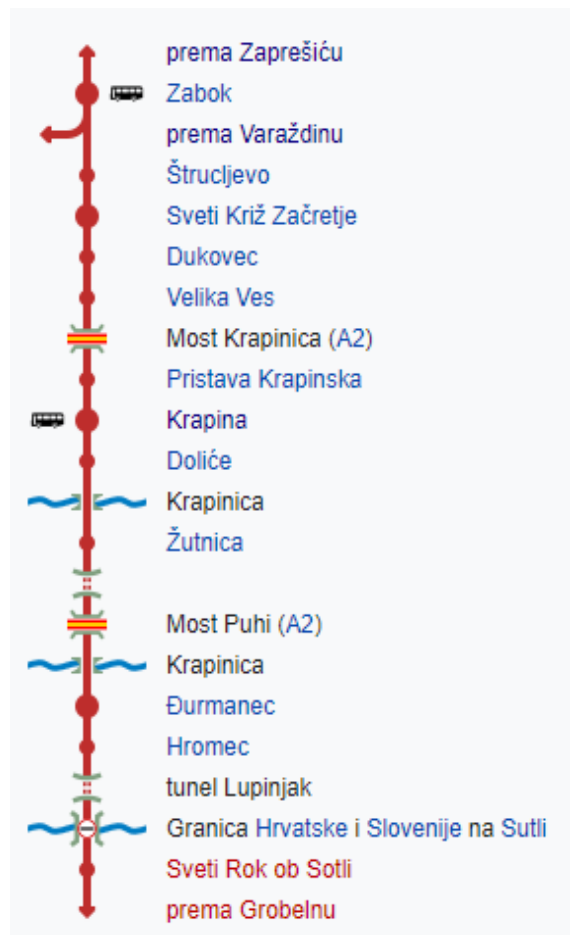 prema Zaprešiću
Zabok
prema Varaždinu
Štrucljevo
Sveti Križ Začretje
Dukovec
Velika Ves
Most Krapinica (A2)
Pristava Krapinska
Krapina
Doliće
Krapinica
Žutnica
Most Puhi (A2)
Krapinica
Đurmanec
Hromec
tunel Lupinjak
Granica Hrvatske i Slovenije na Sutli
Sveti Rok ob Sotli
prema Grobelnu